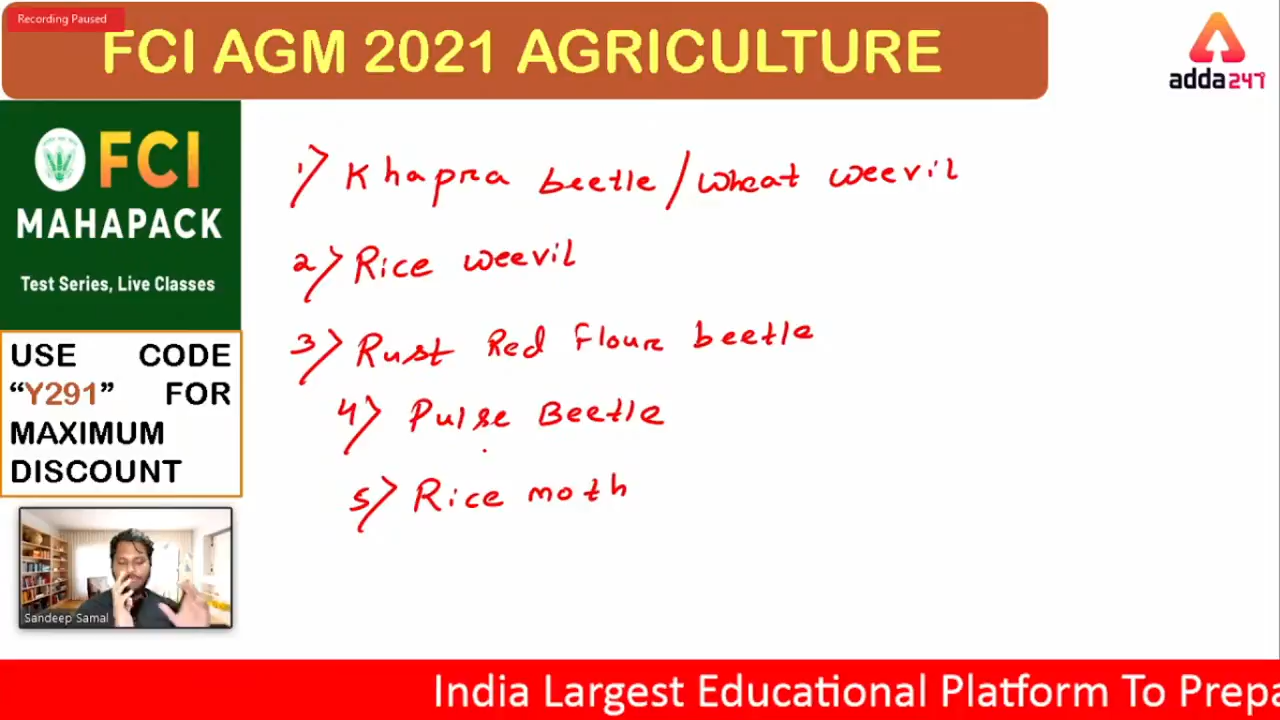 Recording Paused
FCI AGM 2021 AGRICULTURE
adda247
FCI
MAHAPACK
Test Series, Live Classes
USE CODE
“Y291” FOR
MAXIMUM
DISCOUNT
1) Khapra beetle/wheat weevil
2) Rice weevil
3) Rust Red Flour beetle
4) Pulse Beetle
5) Rice moth
Sandeep Samal
India Largest Educational Platform To Prepa